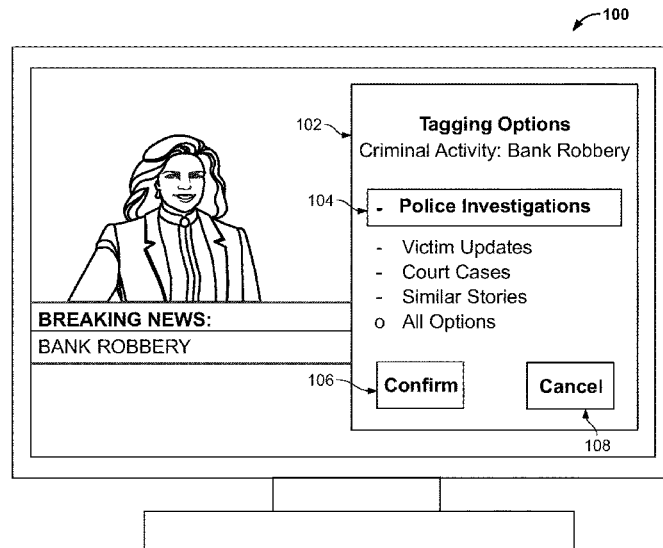 100
102
Tagging Options
Criminal Activity: Bank Robbery
104
- Police Investigations
- Victim Updates
- Court Cases
- Similar Stories
o All Options
BREAKING NEWS:
BANK ROBBERY
106
Confirm
Cancel
108